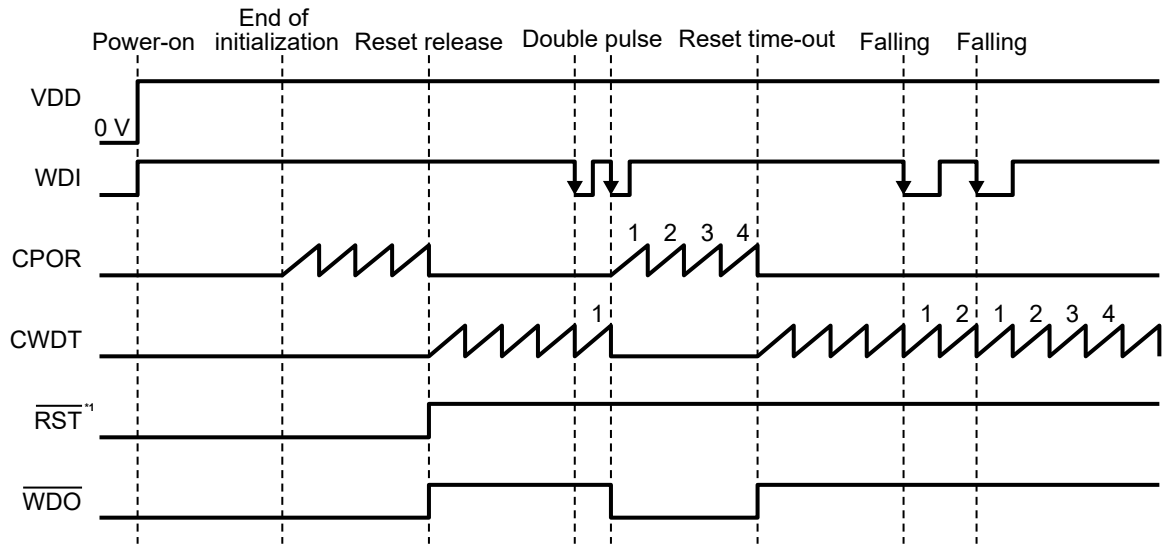 End of
Power-on initialization Reset release Double pulse Reset time-out Falling Falling
VDD
0 V
WDI
1 2 3 4
CPOR
1 1 2 1 2 3 4
CWDT
RST *1
WDO